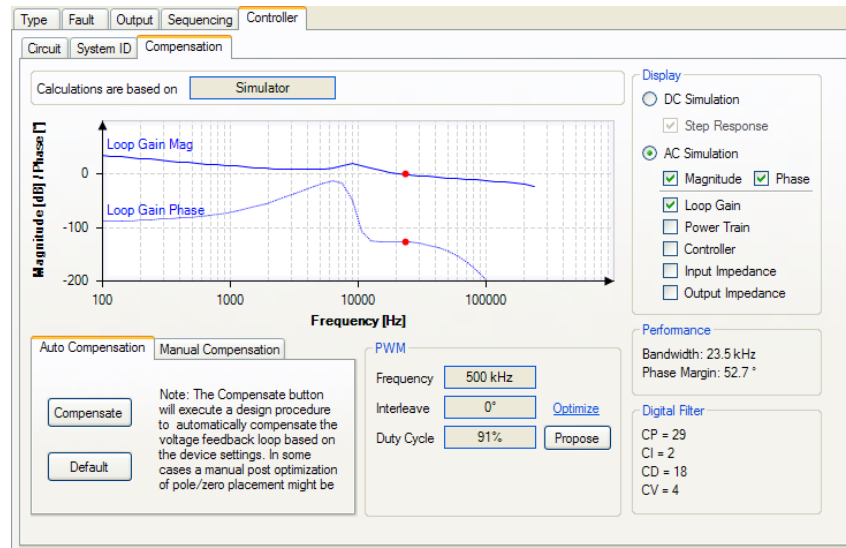 Type Fault Output Sequencing Controller
Circuit System ID Compensation
Calculations are based on Simulator
Magnitude [dB] / Phase [°]
0
-100
-200
Loop Gain Mag
Loop Gain Phase
100 1000 10000 100000
Frequency [Hz]
Display
DC Simulation
Step Response
AC Simulation
Magnitude Phase
Loop Gain
Power Train
Controller
Input Impedance
Output Impedance
Auto Compensation Manual Compensation
Compensate
Default
Note: The Compensate button
will execute a design procedure
to automatically compensate the
voltage feedback loop based on
the device settings. In some
cases a manual post optimization
of pole/zero placement might be
PWM
Frequency 500 kHz
Interleave 0° Optimize
Duty Cycle 91% Propose
Performance
Bandwidth: 23.5 kHz
Phase Margin: 52.7 °
Digital Filter
CP = 29
CI = 2
CD = 18
CV = 4